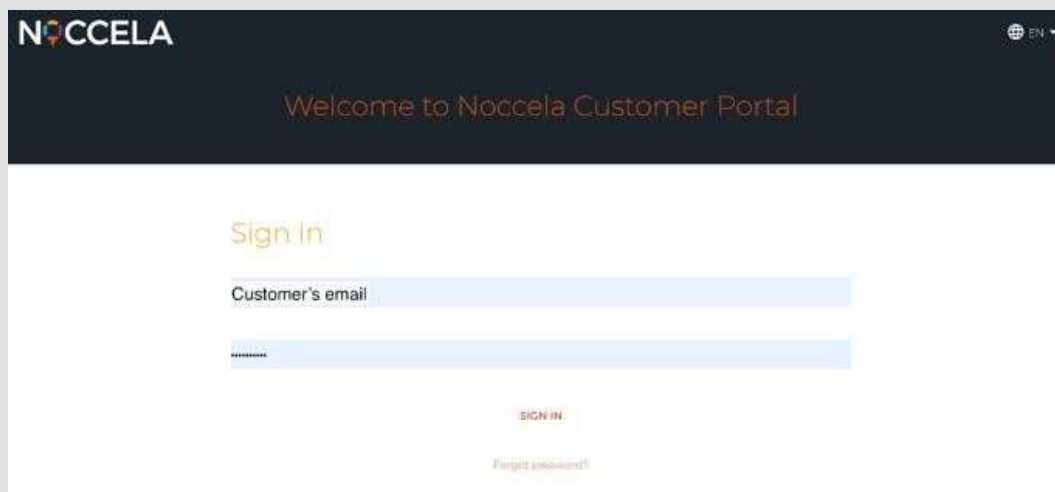 NOCCELA
EN
Welcome to Noccela Customer Portal
Sign In
Customer's email
SIGN IN
Forgot password?